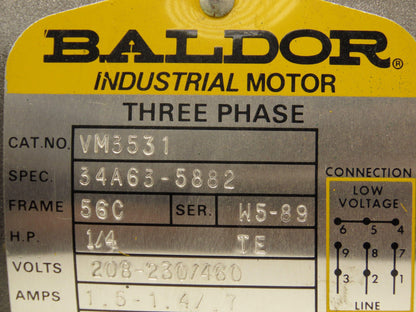 BALDOR®
INDUSTRIAL MOTOR
THREE PHASE
CAT.NO. VM3531
SPEC. 34A63-5882
FRAME 56C SER. W5-89
H.P. 1/4 TE
VOLTS 208-230/460
AMPS 1.5-1.4/.7
CONNECTION
LOW
VOLTAGE
6 5 4
9 8 7
3 2 1
LINE